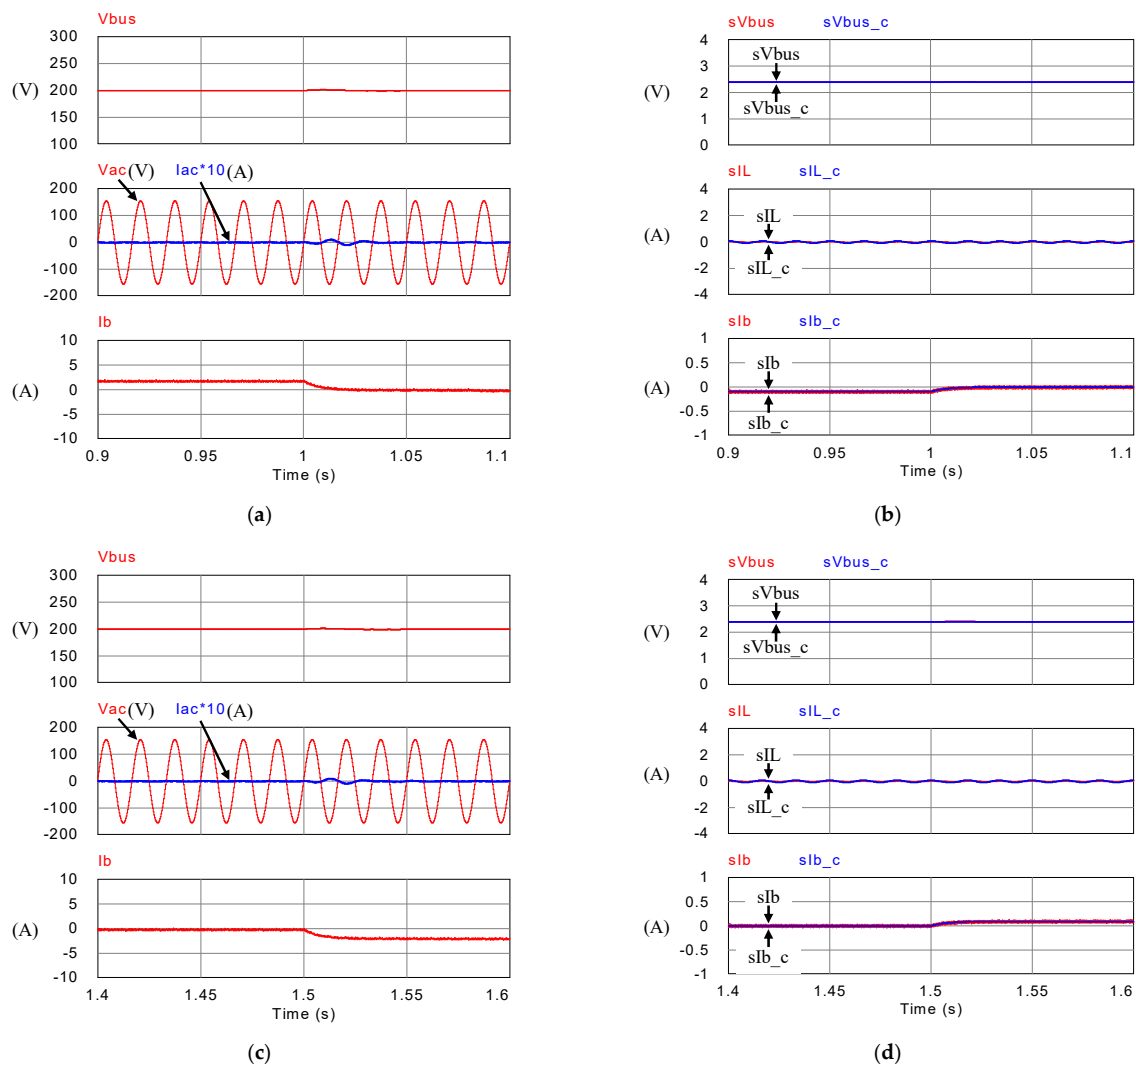 Vbus
300
250
(V) 200
150
100
Vac(V) Iac*10(A)
200
100
0
-100
-200
Ib
10
5
(A) 0
-5
-10
0.9 0.95 1 1.05 1.1
Time (s)
(a)
sVbus sVbus_c
4
3
(V) 2
1
0
sVbus
sVbus_c
sIL sIL_c
4
2
(A) 0
-2
-4
sIL
sIL_c
sIb sIb_c
1
0.5
(A) 0
-0.5
-1
sIb
sIb_c
0.9 0.95 1 1.05 1.1
Time (s)
(b)
Vbus
300
250
(V) 200
150
100
Vac(V) Iac*10(A)
200
100
0
-100
-200
Ib
10
5
(A) 0
-5
-10
1.4 1.45 1.5 1.55 1.6
Time (s)
(c)
sVbus sVbus_c
4
3
(V) 2
1
0
sVbus
sVbus_c
sIL sIL_c
4
2
(A) 0
-2
-4
sIL
sIL_c
sIb sIb_c
1
0.5
(A) 0
-0.5
-1
sIb
sIb_c
1.4 1.45 1.5 1.55 1.6
Time (s)
(d)